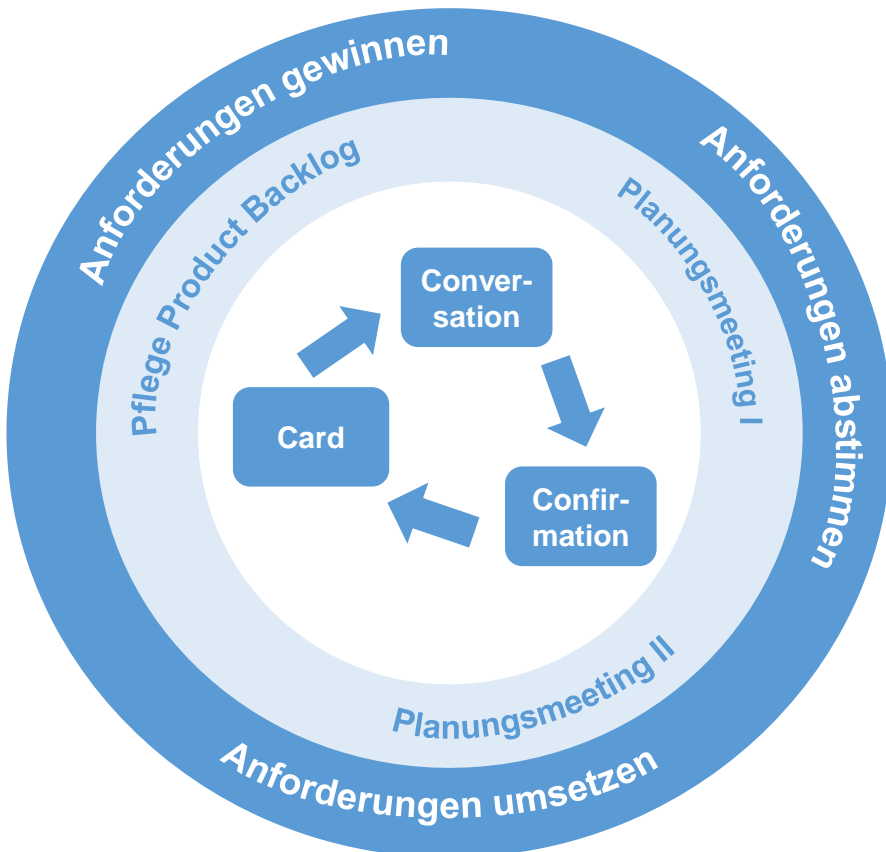 Anforderungen gewinnen
Anforderungen abstimmen
Anforderungen umsetzen
Pflege Product Backlog
Planungsmeeting I
Planungsmeeting II
Conver-
sation
Card
Confir-
mation